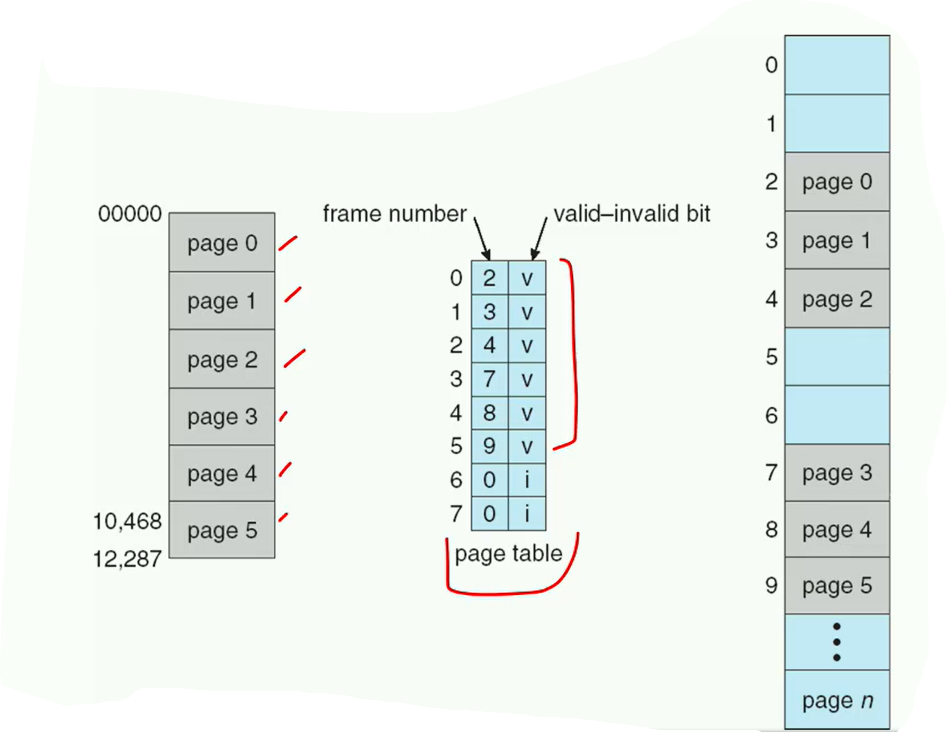 00000
page 0
page 1
page 2
page 3
page 4
10,468
page 5
12,287
frame number
valid–invalid bit
0 2 v
1 3 v
2 4 v
3 7 v
4 8 v
5 9 v
6 0 i
7 0 i
page table
0
1
2 page 0
3 page 1
4 page 2
5
6
7 page 3
8 page 4
9 page 5
page n